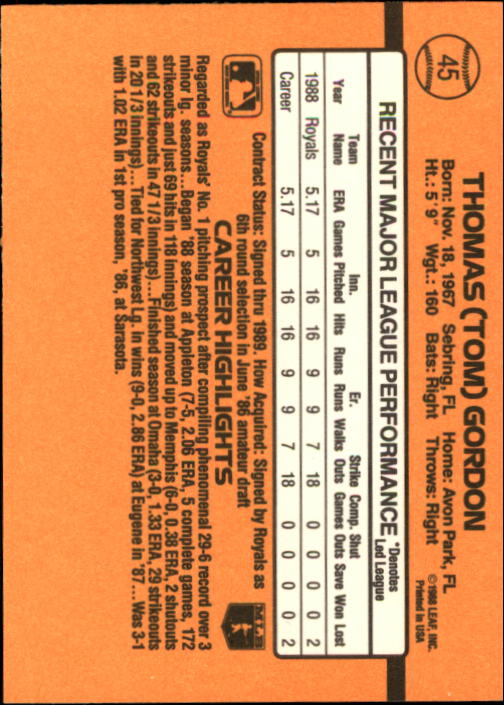 45
THOMAS (TOM) GORDON
Born: Nov. 18, 1967 Sebring, FL Home: Avon Park, FL
Ht.: 5' 9" Wgt.: 160 Bats: Right Throws: Right
©1988 LEAF, INC.
Printed in USA
RECENT MAJOR LEAGUE PERFORMANCE *Denotes
Led League
Team Inn. Er. Strike Comp. Shut
Year Name ERA Games Pitched Hits Runs Runs Walks Outs Games Outs Save Won Lost
1988 Royals 5.17 5 16 16 9 9 7 18 0 0 0 0 2
Career 5.17 5 16 16 9 9 7 18 0 0 0 0 2
Contract Status: Signed thru 1989. How Acquired: Signed by Royals as
6th round selection in June '86 amateur draft
MLB
CAREER HIGHLIGHTS
Regarded as Royals' No. 1 pitching prospect after compiling phenomenal 29-6 record over 3
minor lg. seasons... Began '88 season at Appleton (7-5, 2.06 ERA, 5 complete games, 172
strikeouts and just 69 hits in 118 innings) and moved up to Memphis (6-0, 0.38 ERA, 2 shutouts
and 62 strikeouts in 47 1/3 innings)... Finished season at Omaha (3-0, 1.33 ERA, 29 strikeouts
in 20 1/3 innings)... Tied for Northwest Lg. in wins (9-0, 2.86 ERA) at Eugene in '87... Was 3-1
with 1.02 ERA in 1st pro season, '86, at Sarasota.